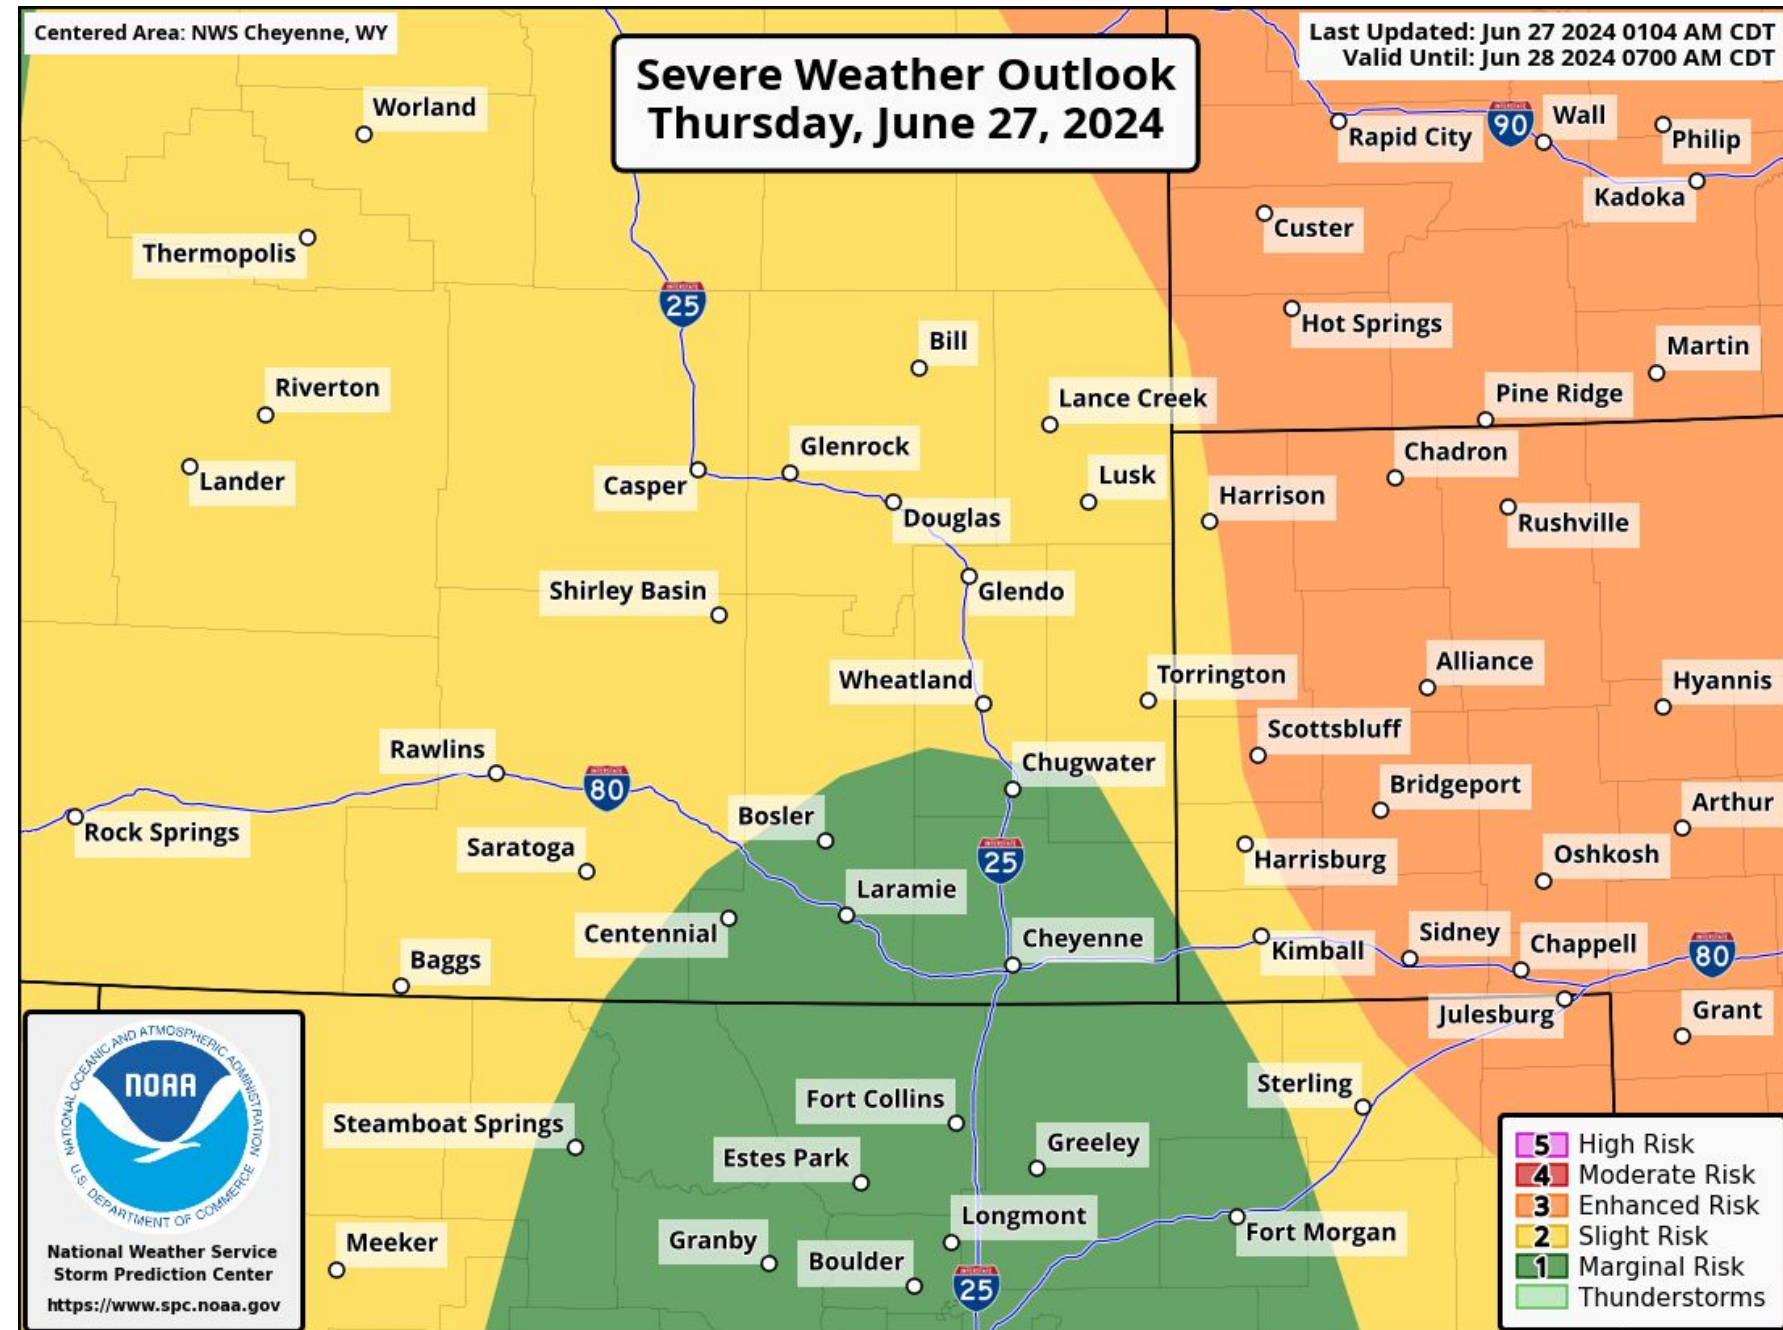 Centered Area: NWS Cheyenne, WY
Severe Weather Outlook
Thursday, June 27, 2024
Last Updated: Jun 27 2024 0104 AM CDT
Valid Until: Jun 28 2024 0700 AM CDT
Worland
INTERSTATE
90
Wall
Rapid City
Philip
Kadoka
Custer
Thermopolis
INTERSTATE
25
Hot Springs
Bill
Martin
Riverton
Lance Creek
Pine Ridge
Glenrock
Chadron
Lander
Casper
Lusk
Harrison
Douglas
Rushville
Shirley Basin
Glendo
Alliance
Wheatland
Torrington
Hyannis
Scottsbluff
Rawlins
Chugwater
INTERSTATE
80
Bridgeport
Arthur
Bosler
Rock Springs
Saratoga
INTERSTATE
25
Harrisburg
Oshkosh
Laramie
Centennial
Cheyenne
Sidney
Chappell
Kimball
INTERSTATE
80
Baggs
Julesburg
Grant
Sterling
Fort Collins
Steamboat Springs
Greeley
Estes Park
Longmont
Fort Morgan
Granby
Meeker
Boulder
INTERSTATE
25
NATIONAL OCEANIC AND ATMOSPHERIC ADMINISTRATION
NOAA
U.S. DEPARTMENT OF COMMERCE
National Weather Service
Storm Prediction Center
https://www.spc.noaa.gov
5 High Risk
4 Moderate Risk
3 Enhanced Risk
2 Slight Risk
1 Marginal Risk
Thunderstorms